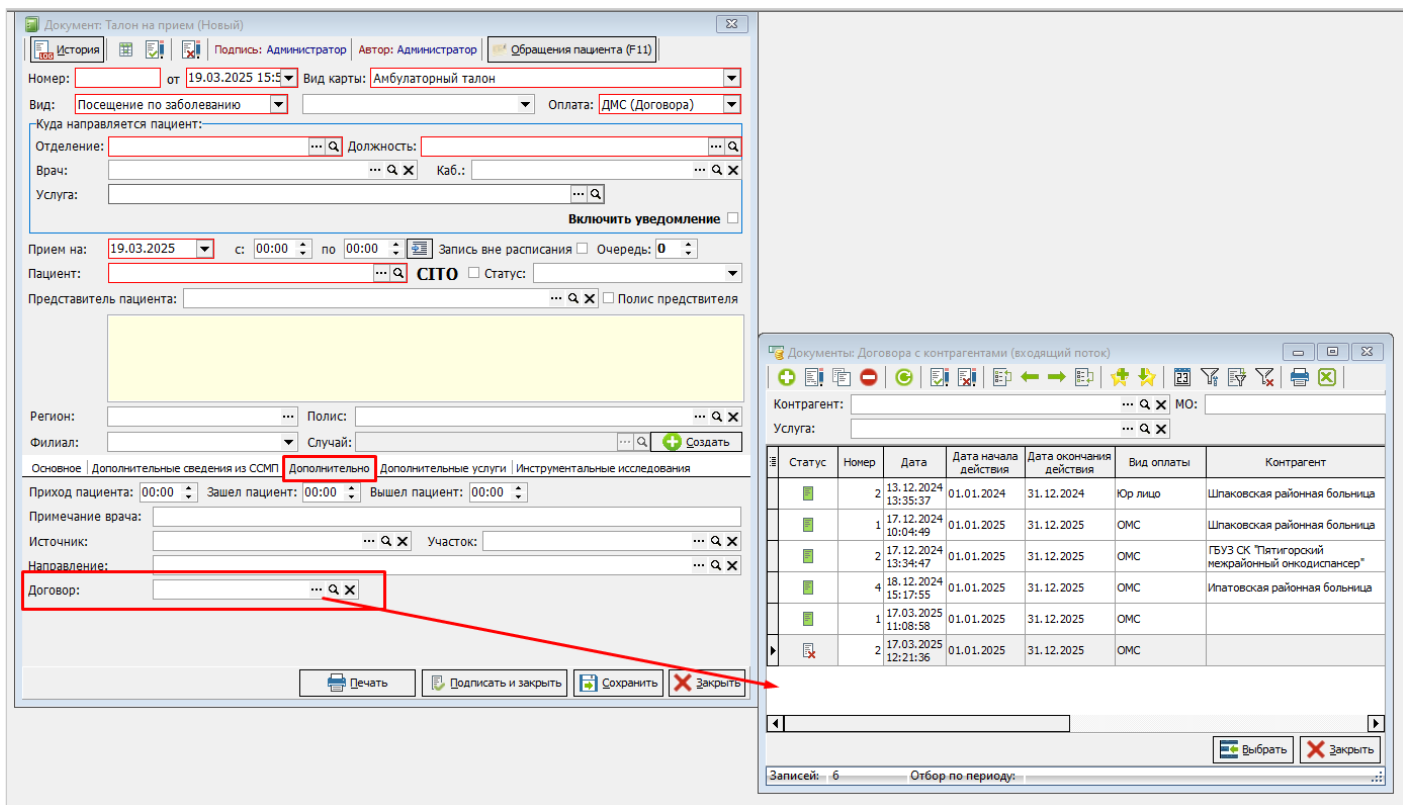 Документ: Талон на прием (Новый)
История Подпись: Администратор Автор: Администратор Обращения пациента (F11)
Номер: от 19.03.2025 15:5 Вид карты: Амбулаторный талон
Вид: Посещение по заболеванию Оплата: ДМС (Договора)
Куда направляется пациент:
Отделение: Должность:
Врач: Каб.:
Услуга:
Включить уведомление
Прием на: 19.03.2025 с: 00:00 по 00:00 Запись вне расписания Очередь: 0
Пациент: CITO Статус:
Представитель пациента: Полис предствителя
Регион: Полис:
Филиал: Случай: Создать
Основное Дополнительные сведения из ССМП Дополнительно Дополнительные услуги Инструментальные исследования
Приход пациента: 00:00 Зашел пациент: 00:00 Вышел пациент: 00:00
Примечание врача:
Источник: Участок:
Направление:
Договор:
Печать Подписать и закрыть Сохранить Закрыть
Документы: Договора с контрагентами (входящий поток)
Контрагент: МО:
Услуга:
Статус Номер Дата Дата начала действия Дата окончания действия Вид оплаты Контрагент
2 13.12.2024 13:35:37 01.01.2024 31.12.2024 Юр лицо Шпаковская районная больница
1 17.12.2024 10:04:49 01.01.2025 31.12.2025 ОМС Шпаковская районная больница
2 17.12.2024 13:34:47 01.01.2025 31.12.2025 ОМС ГБУЗ СК "Пятигорский межрайонный онкодиспансер"
4 18.12.2024 15:17:55 01.01.2025 31.12.2025 ОМС Ипатовская районная больница
1 17.03.2025 11:08:58 01.01.2025 31.12.2025 ОМС
2 17.03.2025 12:21:36 01.01.2025 31.12.2025 ОМС
Выбрать Закрыть
Записей: 6 Отбор по периоду: